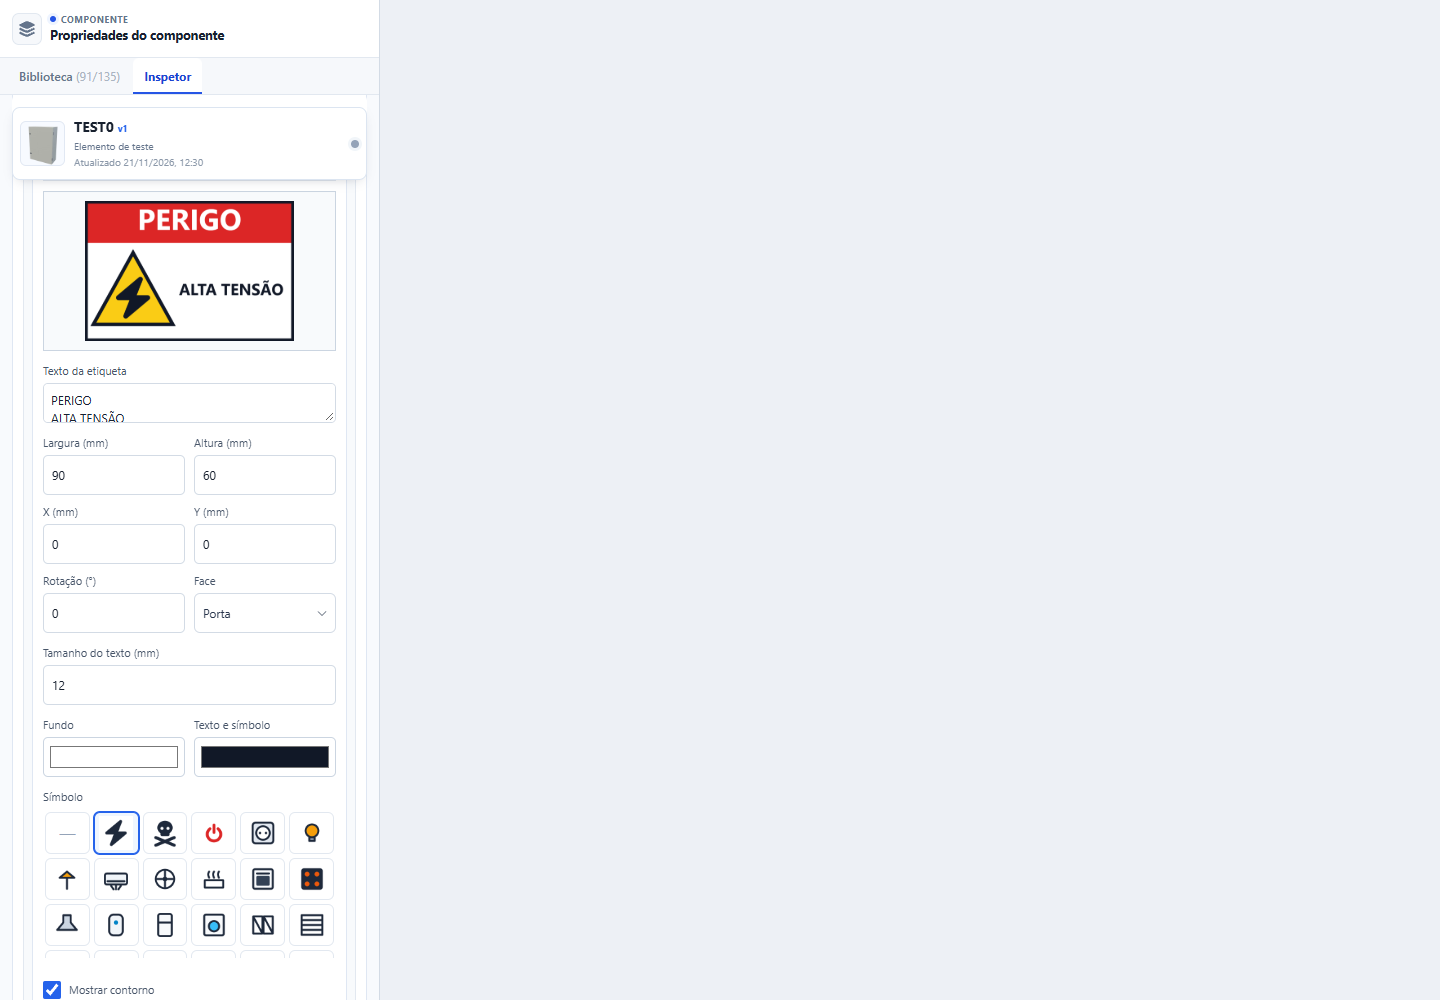 COMPONENTE
Propriedades do componente
Biblioteca (91/135)
Inspetor
TEST0 v1
Elemento de teste
Atualizado 21/11/2026, 12:30
PERIGO
ALTA TENSÃO
Texto da etiqueta
PERIGO
ALTA TENSÃO
Largura (mm)
Altura (mm)
90
60
X (mm)
Y (mm)
0
0
Rotação (°)
Face
0
Porta
Tamanho do texto (mm)
12
Fundo
Texto e símbolo
Símbolo
Mostrar contorno